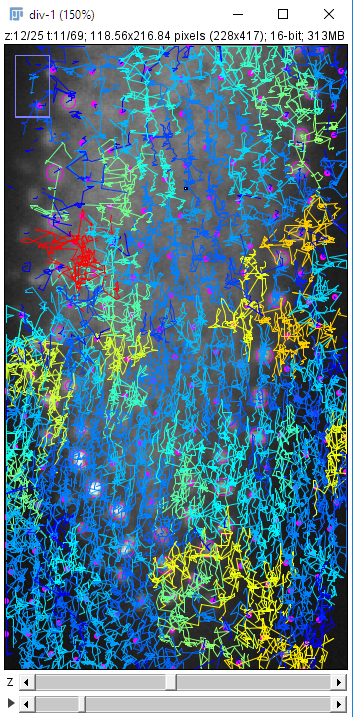 div-1 (150%)
z:12/25 t:11/69; 118.56x216.84 pixels (228x417); 16-bit; 313MB
z